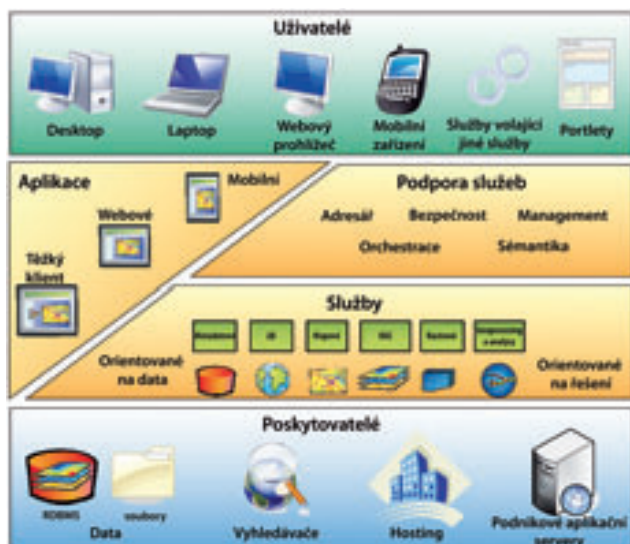 Uživatelé
Desktop
Laptop
Webový
prohlížeč
Mobilní
zařízení
Služby volající
jiné služby
Portlety
Aplikace
Mobilní
Webové
Těžký
klient
Podpora služeb
Adresář Bezpečnost Management
Orchestrace Sémantika
Služby
Orientované
na data
Orientované
na řešení
Poskytovatelé
RDBMS
soubory
Data
Vyhledávače
Hosting
Podnikové aplikační
servery